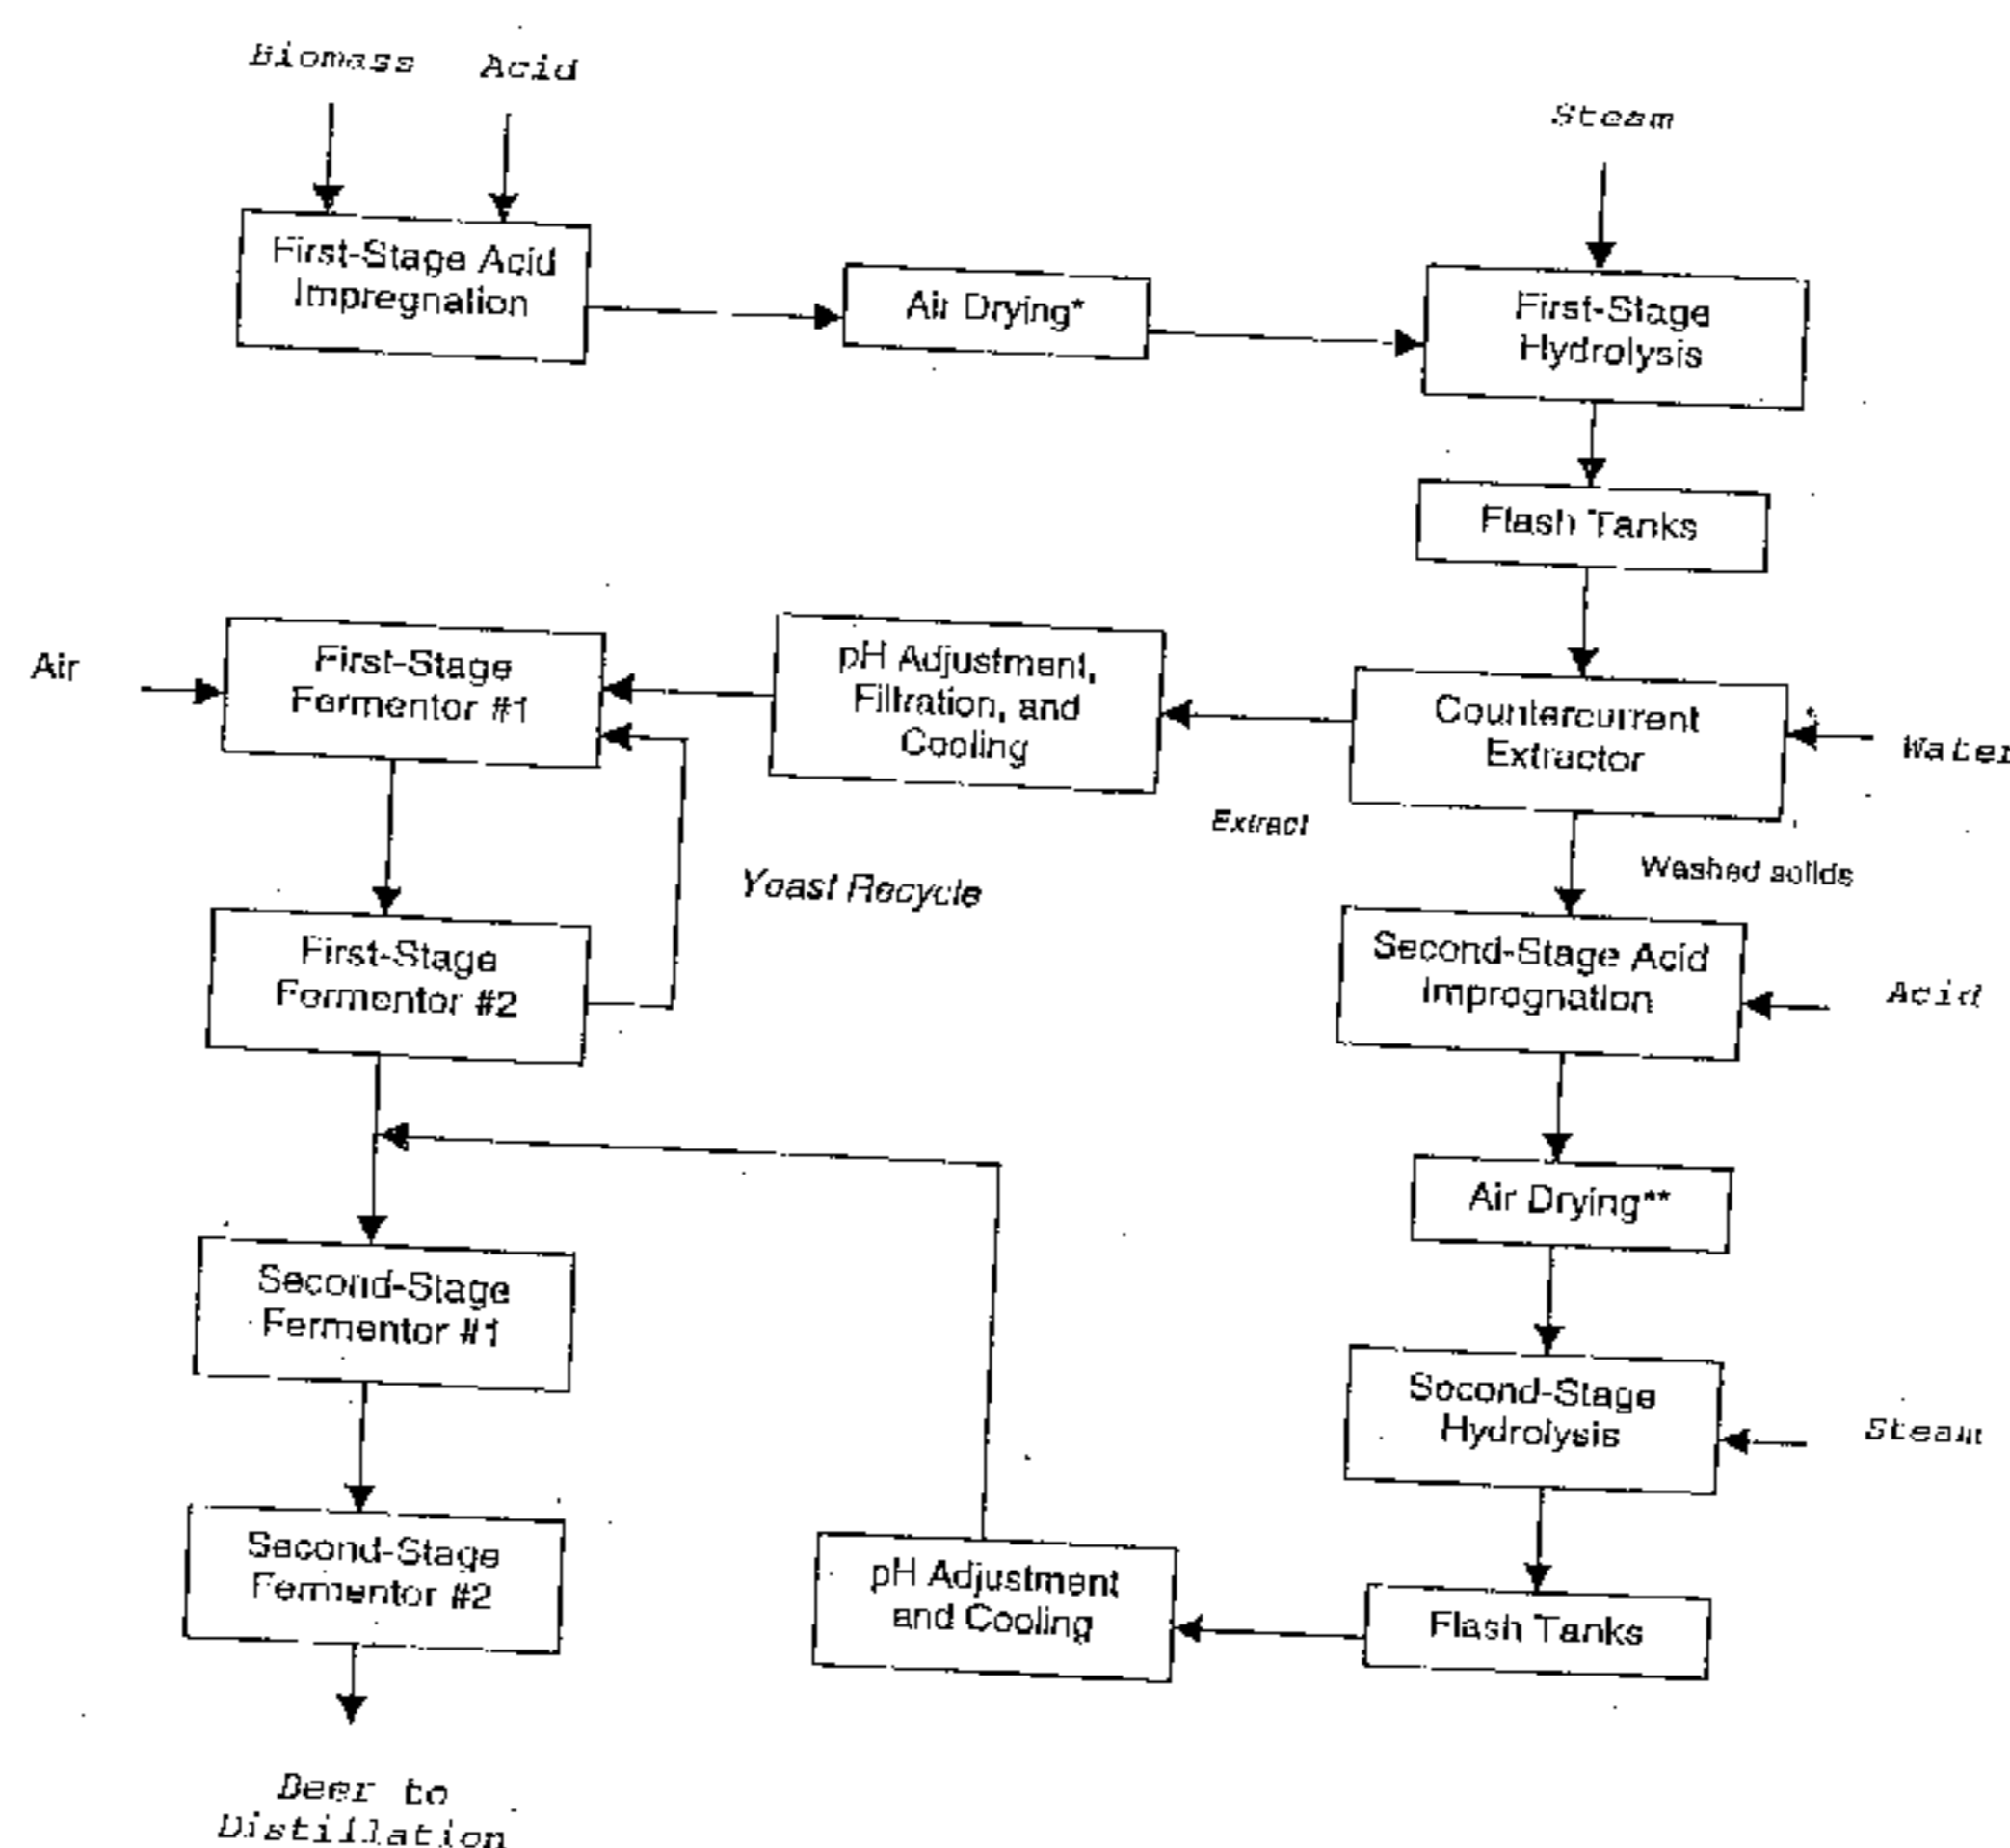 Biomass
Acid
Steam
First-Stage Acid
Impregnation
Air Drying*
First-Stage
Hydrolysis
Flash Tanks
Air
First-Stage
Fermentor #1
pH Adjustment,
Filtration, and
Cooling
Countercurrent
Extractor
Water
Extract
Washed solids
Yeast Recycle
First-Stage
Fermentor #2
Second-Stage Acid
Impregnation
Acid
Air Drying**
Second-Stage
Fermentor #1
Second-Stage
Hydrolysis
Steam
Second-Stage
Fermentor #2
pH Adjustment
and Cooling
Flash Tanks
Beer to
Distillation